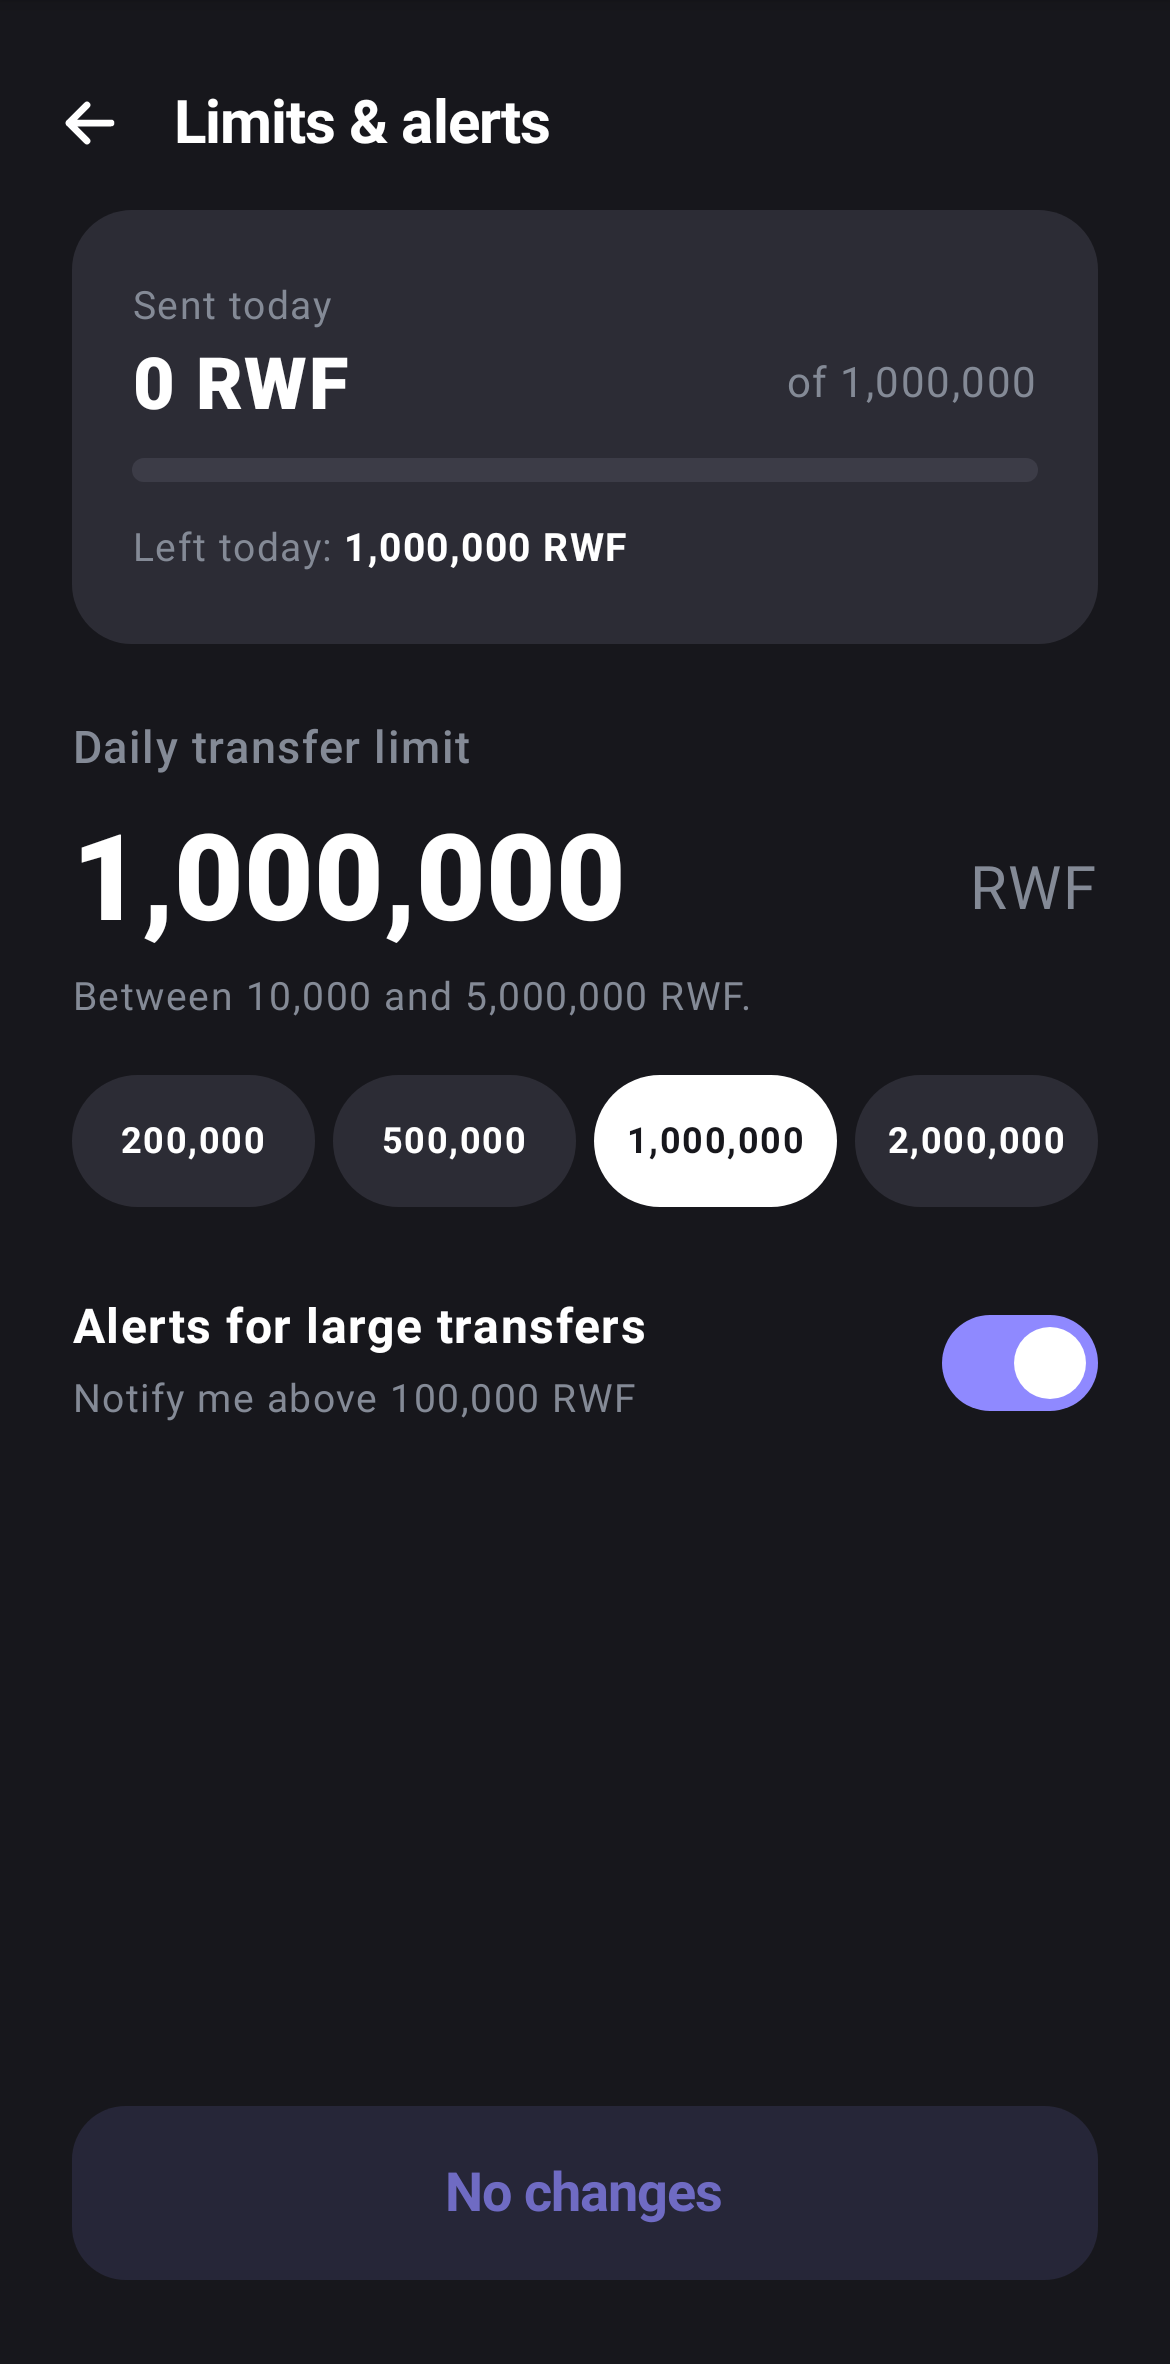 Limits & alerts
Sent today
0 RWF
of 1,000,000
Left today: 1,000,000 RWF
Daily transfer limit
1,000,000
RWF
Between 10,000 and 5,000,000 RWF.
200,000
500,000
1,000,000
2,000,000
Alerts for large transfers
Notify me above 100,000 RWF
No changes